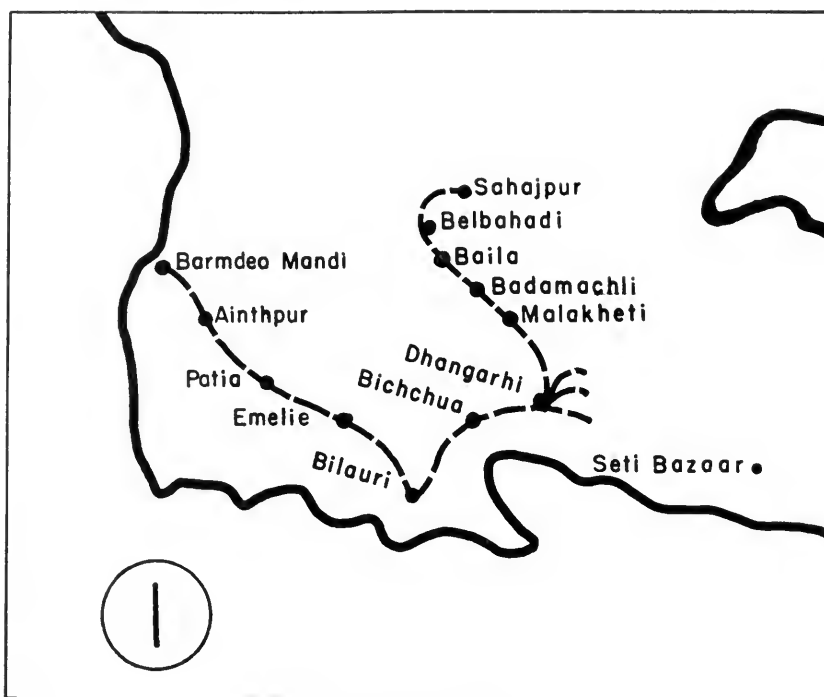 Sahajpur
Belbahadi
Baila
Barmdeo Mandi
Badamachli
Ainthpur
Malakheti
Dhangarhi
Patia
Bichchua
Emelie
Bilauri
Seti Bazaar
I